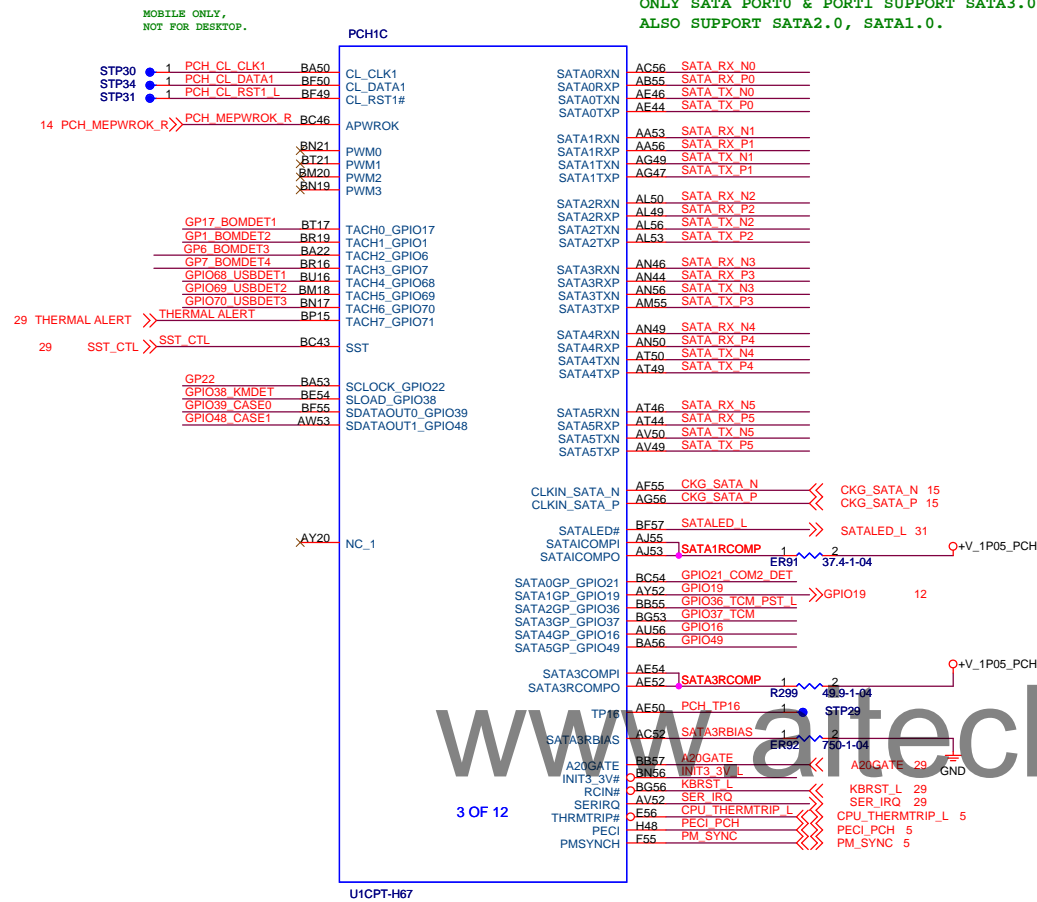 MOBILE ONLY,
NOT FOR DESKTOP.
ONLY SATA PORT0 & PORT1 SUPPORT SATA3.0
ALSO SUPPORT SATA2.0, SATA1.0.
PCH1C
STP30 1 PCH_CL_CLK1 BA50 CL_CLK1
STP34 1 PCH_CL_DATA1 BF50 CL_DATA1
STP31 1 PCH_CL_RST1_L BF49 CL_RST1#
14 PCH_MEPWROK_R PCH_MEPWROK_R BC46 APWROK
BN21 PWM0
BT21 PWM1
BM20 PWM2
BN19 PWM3
GP17_BOMDET1 BT17 TACH0_GPIO17
GP1_BOMDET2 BR19 TACH1_GPIO1
GP6_BOMDET3 BA22 TACH2_GPIO6
GP7_BOMDET4 BR16 TACH3_GPIO7
GPIO68_USBDET1 BU16 TACH4_GPIO68
GPIO69_USBDET2 BM18 TACH5_GPIO69
GPIO70_USBDET3 BN17 TACH6_GPIO70
29 THERMAL ALERT THERMAL ALERT BP15 TACH7_GPIO71
29 SST_CTL SST_CTL BC43 SST
GP22 BA53 SCLOCK_GPIO22
GPIO38_KMDET BE54 SLOAD_GPIO38
GPIO39_CASE0 BF55 SDATAOUT0_GPIO39
GPIO48_CASE1 AW53 SDATAOUT1_GPIO48
AY20 NC_1
SATA0RXN AC56 SATA_RX_N0
SATA0RXP AB55 SATA_RX_P0
SATA0TXN AE46 SATA_TX_N0
SATA0TXP AE44 SATA_TX_P0
SATA1RXN AA53 SATA_RX_N1
SATA1RXP AA56 SATA_RX_P1
SATA1TXN AG49 SATA_TX_N1
SATA1TXP AG47 SATA_TX_P1
SATA2RXN AL50 SATA_RX_N2
SATA2RXP AL49 SATA_RX_P2
SATA2TXN AL56 SATA_TX_N2
SATA2TXP AL53 SATA_TX_P2
SATA3RXN AN46 SATA_RX_N3
SATA3RXP AN44 SATA_RX_P3
SATA3TXN AN56 SATA_TX_N3
SATA3TXP AM55 SATA_TX_P3
SATA4RXN AN49 SATA_RX_N4
SATA4RXP AN50 SATA_RX_P4
SATA4TXN AT50 SATA_TX_N4
SATA4TXP AT49 SATA_TX_P4
SATA5RXN AT46 SATA_RX_N5
SATA5RXP AT44 SATA_RX_P5
SATA5TXN AV50 SATA_TX_N5
SATA5TXP AV49 SATA_TX_P5
CLKIN_SATA_N AF55 CKG_SATA_N CKG_SATA_N 15
CLKIN_SATA_P AG56 CKG_SATA_P CKG_SATA_P 15
SATALED# BF57 SATALED_L SATALED_L 31
SATAICOMPI AJ55
SATAICOMPO AJ53 SATA1RCOMP 1 2 +V_1P05_PCH
ER91 37.4-1-04
SATA0GP_GPIO21 BC54 GPIO21_COM2_DET
SATA1GP_GPIO19 AY52 GPIO19 GPIO19 12
SATA2GP_GPIO36 BB55 GPIO36_TCM_PST_L
SATA3GP_GPIO37 BG53 GPIO37_TCM
SATA4GP_GPIO16 AU56 GPIO16
SATA5GP_GPIO49 BA56 GPIO49
SATA3COMPI AE54 +V_1P05_PCH
SATA3RCOMPO AE52 SATA3RCOMP 1 2
R299 49.9-1-04
TP16 AE50 PCH_TP16 1 STP29
SATA3RBIAS AC52 SATA3RBIAS 1 2
ER92 750-1-04
GND
A20GATE BB57 A20GATE A20GATE 29
INIT3_3V# BN56 INIT3_3V_L
RCIN# BG56 KBRST_L KBRST_L 29
SERIRQ AV52 SER_IRQ SER_IRQ 29
THRMTRIP# E56 CPU_THERMTRIP_L CPU_THERMTRIP_L 5
PECI H48 PECI_PCH PECI_PCH 5
PMSYNCH F55 PM_SYNC PM_SYNC 5
3 OF 12
U1CPT-H67